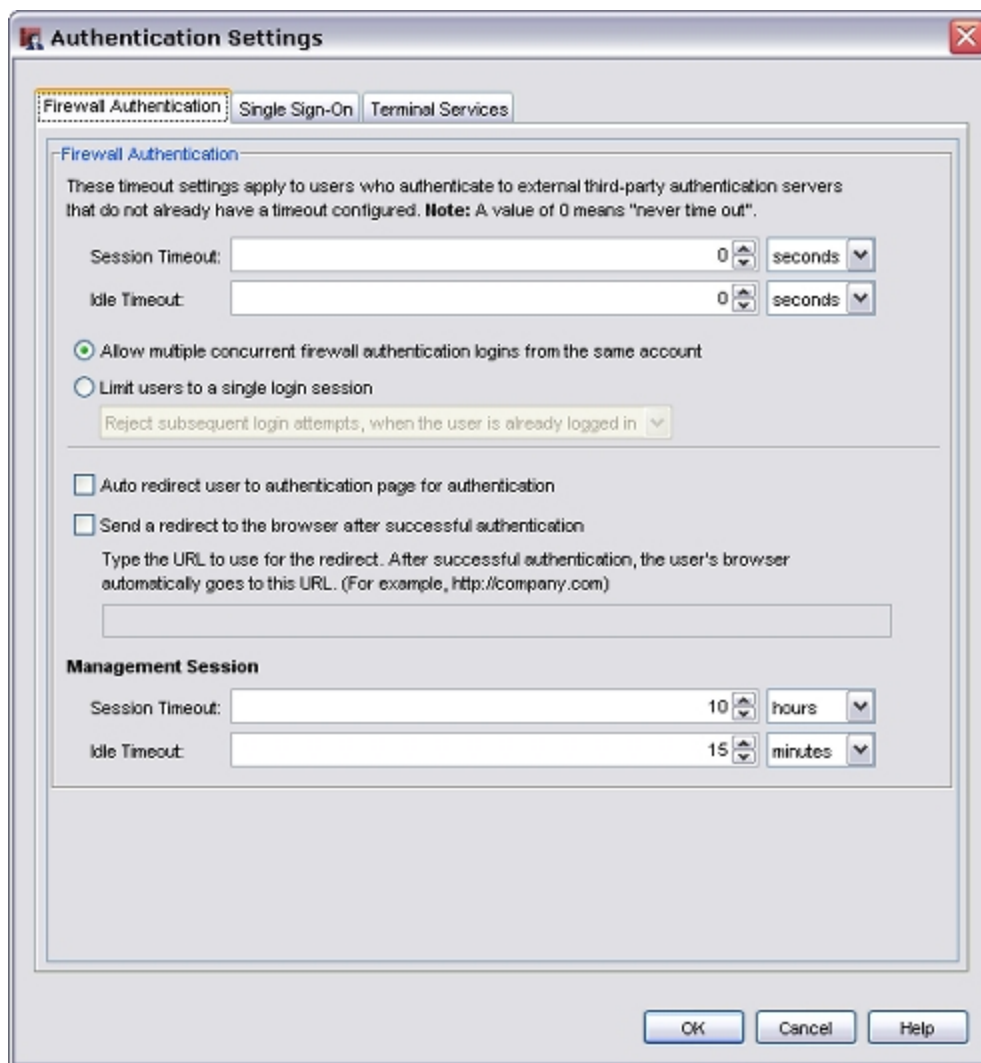 Authentication Settings
Firewall Authentication Single Sign-On Terminal Services
Firewall Authentication
These timeout settings apply to users who authenticate to external third-party authentication servers
that do not already have a timeout configured. Note: A value of 0 means "never time out".
Session Timeout: 0 seconds
Idle Timeout: 0 seconds
Allow multiple concurrent firewall authentication logins from the same account
Limit users to a single login session
Reject subsequent login attempts, when the user is already logged in
Auto redirect user to authentication page for authentication
Send a redirect to the browser after successful authentication
Type the URL to use for the redirect. After successful authentication, the user's browser
automatically goes to this URL. (For example, http://company.com)
Management Session
Session Timeout: 10 hours
Idle Timeout: 15 minutes
OK Cancel Help